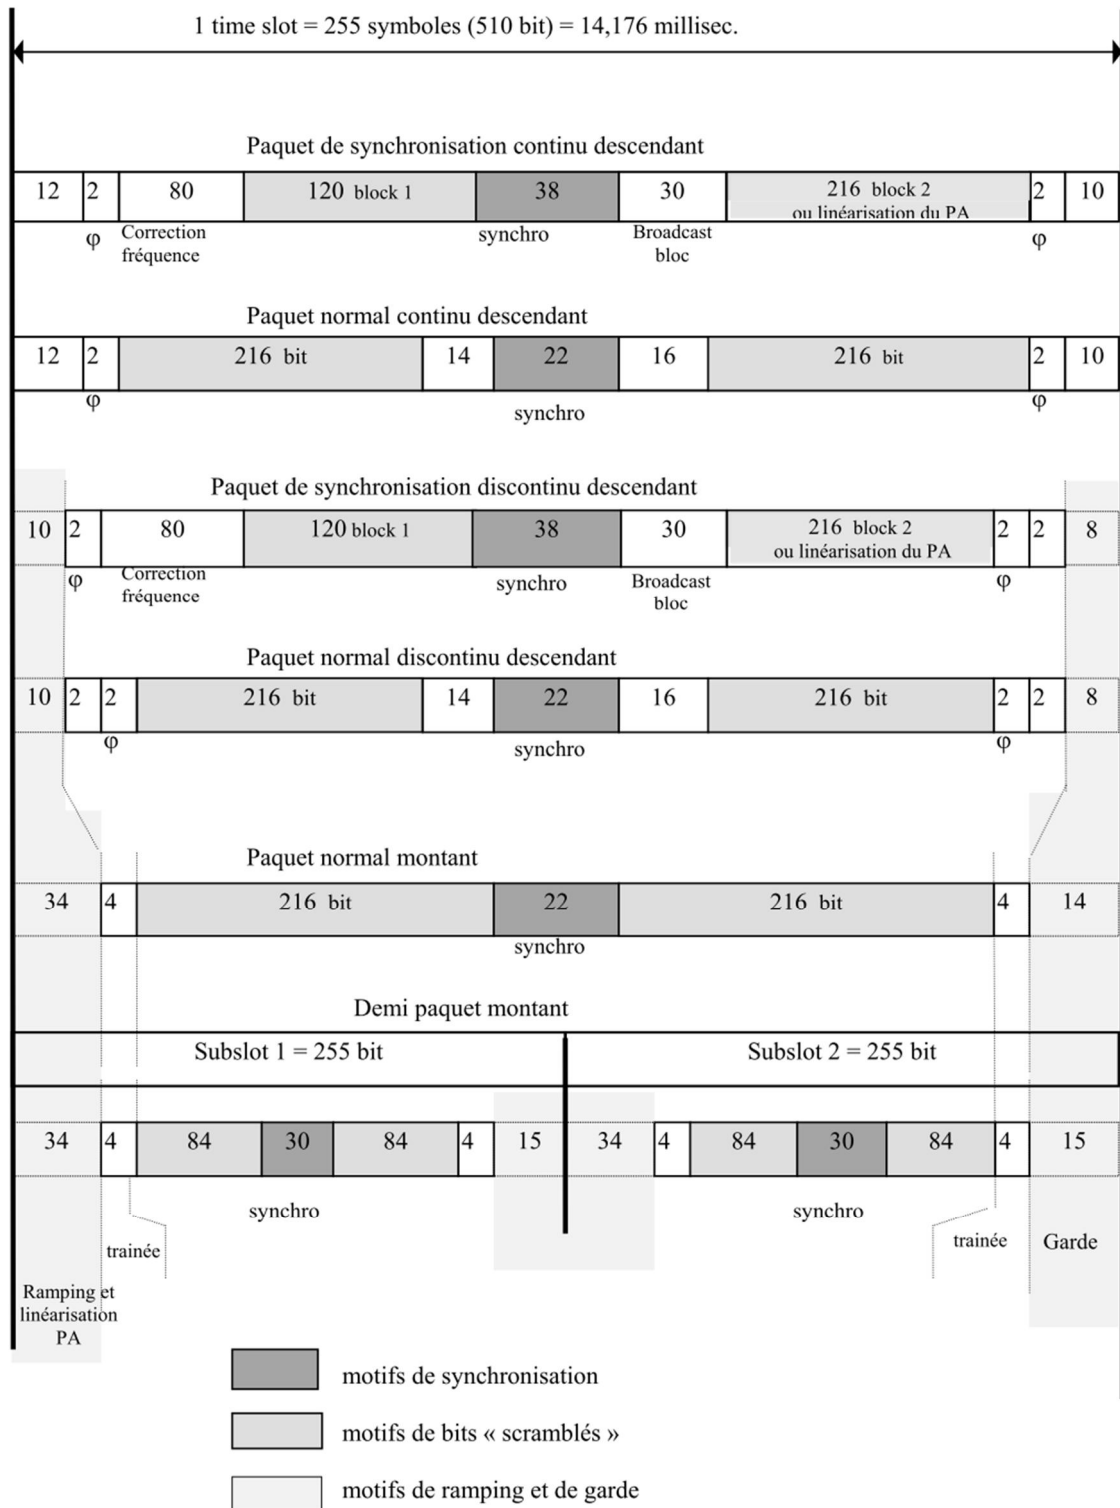 1 time slot = 255 symboles (510 bit) = 14,176 millisec.
Paquet de synchronisation continu descendant
12 2 80 120 block 1 38 30 216 block 2 2 10
ou linéarisation du PA
φ Correction synchro Broadcast φ
fréquence bloc
Paquet normal continu descendant
12 2 216 bit 14 22 16 216 bit 2 10
φ synchro φ
Paquet de synchronisation discontinu descendant
10 2 80 120 block 1 38 30 216 block 2 2 2 8
ou linéarisation du PA
φ Correction synchro Broadcast φ
fréquence bloc
Paquet normal discontinu descendant
10 2 2 216 bit 14 22 16 216 bit 2 2 8
φ synchro φ
Paquet normal montant
34 4 216 bit 22 216 bit 4 14
synchro
Demi paquet montant
Subslot 1 = 255 bit Subslot 2 = 255 bit
34 4 84 30 84 4 15 34 4 84 30 84 4 15
synchro synchro
trainée trainée Garde
Ramping et
linéarisation
PA
motifs de synchronisation
motifs de bits « scramblés »
motifs de ramping et de garde